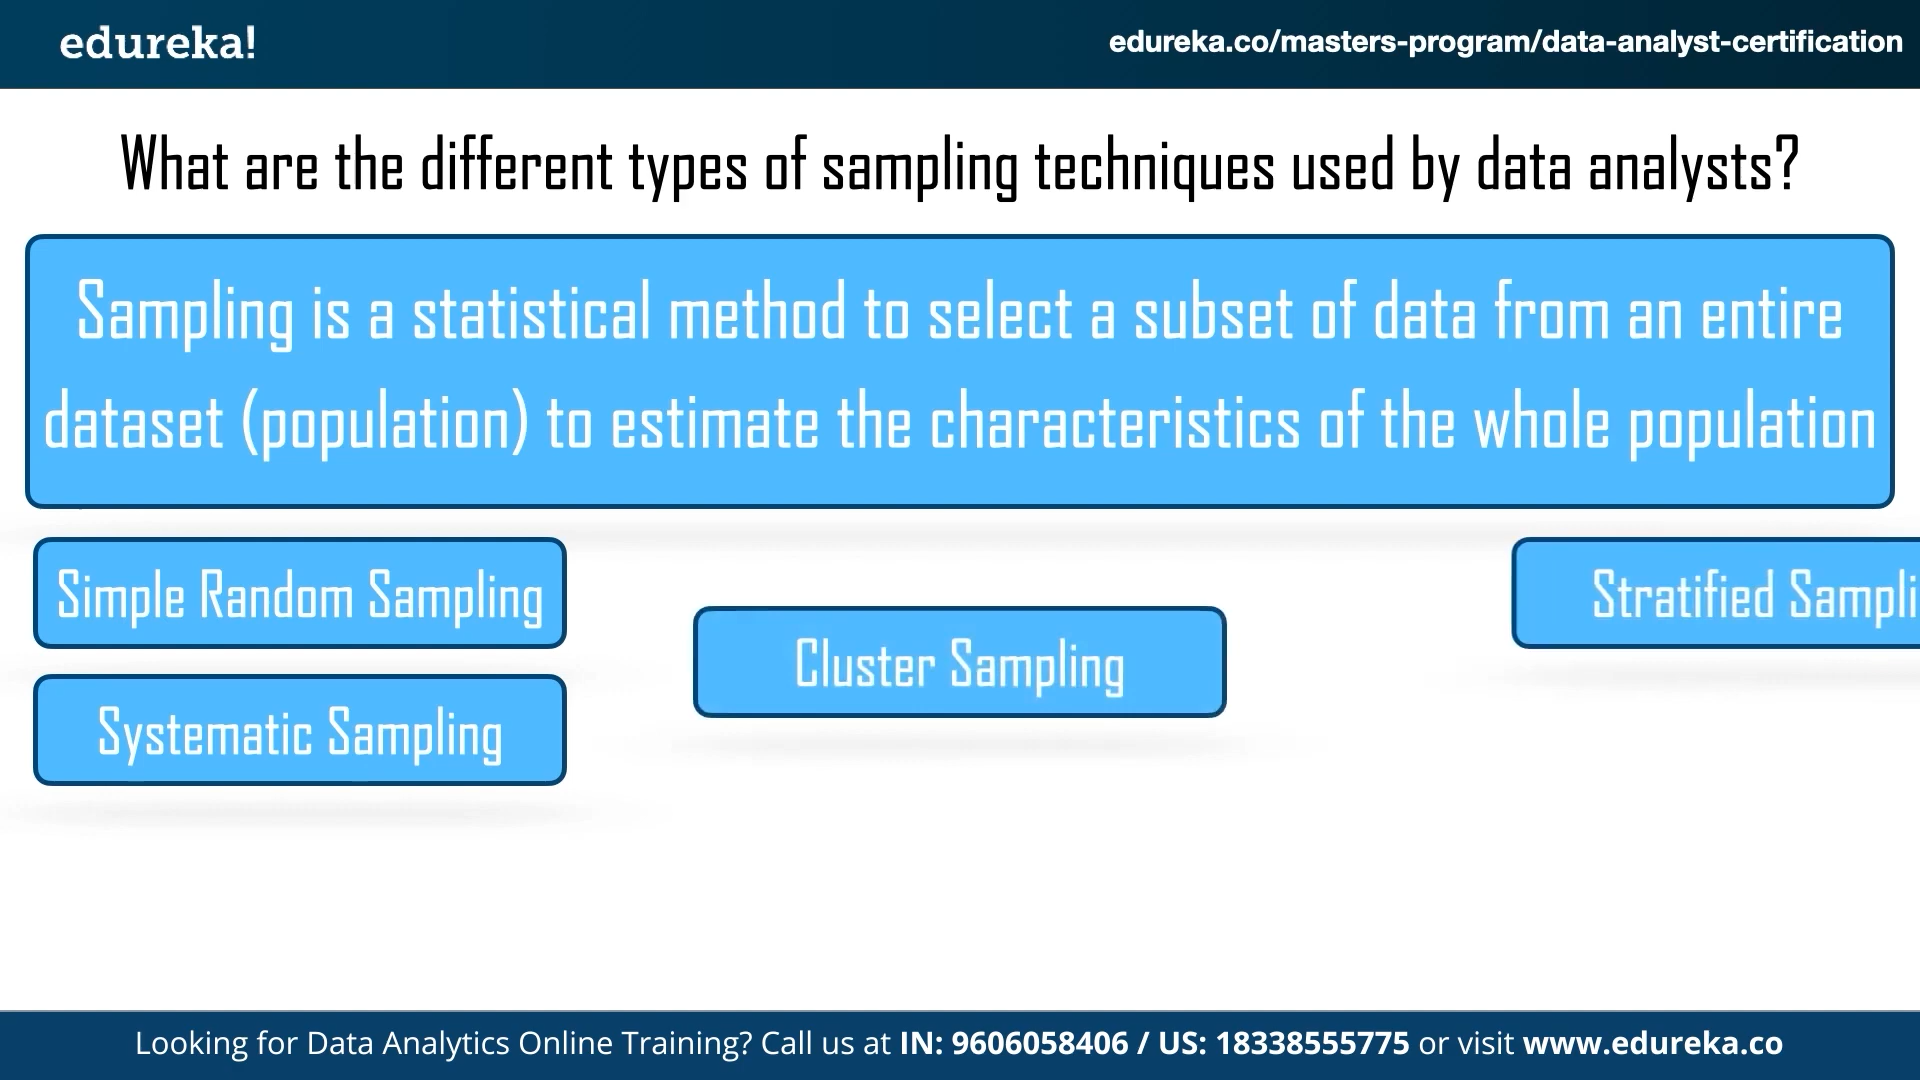 edureka!
edureka.co/masters-program/data-analyst-certification
What are the different types of sampling techniques used by data analysts?
Sampling is a statistical method to select a subset of data from an entire
dataset (population) to estimate the characteristics of the whole population
Simple Random Sampling
Stratified Sampli
Cluster Sampling
Systematic Sampling
Looking for Data Analytics Online Training? Call us at IN: 9606058406 / US: 18338555775 or visit www.edureka.co